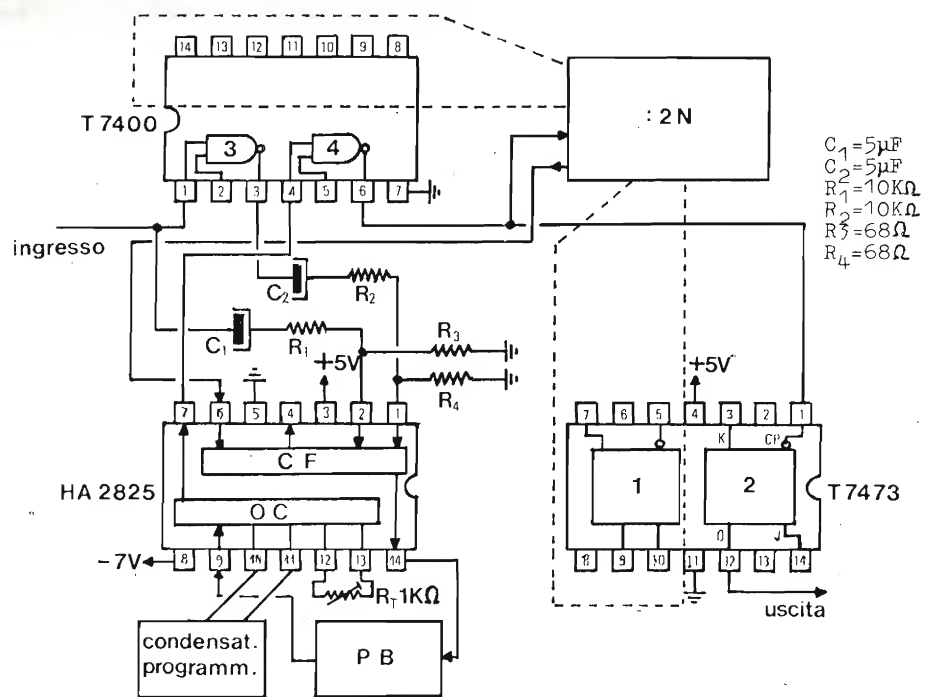 14 13 12 11 10 9 8
T7400
3 4
1 2 3 4 5 6 7
: 2 N
C1=5µF
C2=5µF
R1=10KΩ
R2=10KΩ
R3=68Ω
R4=68Ω
ingresso
C2 R2
C1 R1
R3
+5V
R4
7 6 5 4 3 2 1
C F
HA 2825
O C
8 9 10 11 12 13 14
-7V
RT 1KΩ
condensat.
programm.
P B
+5V
7 6 5 4 3 2 1
K CP
1 2
T7473
Q J
8 9 10 11 12 13 14
uscita